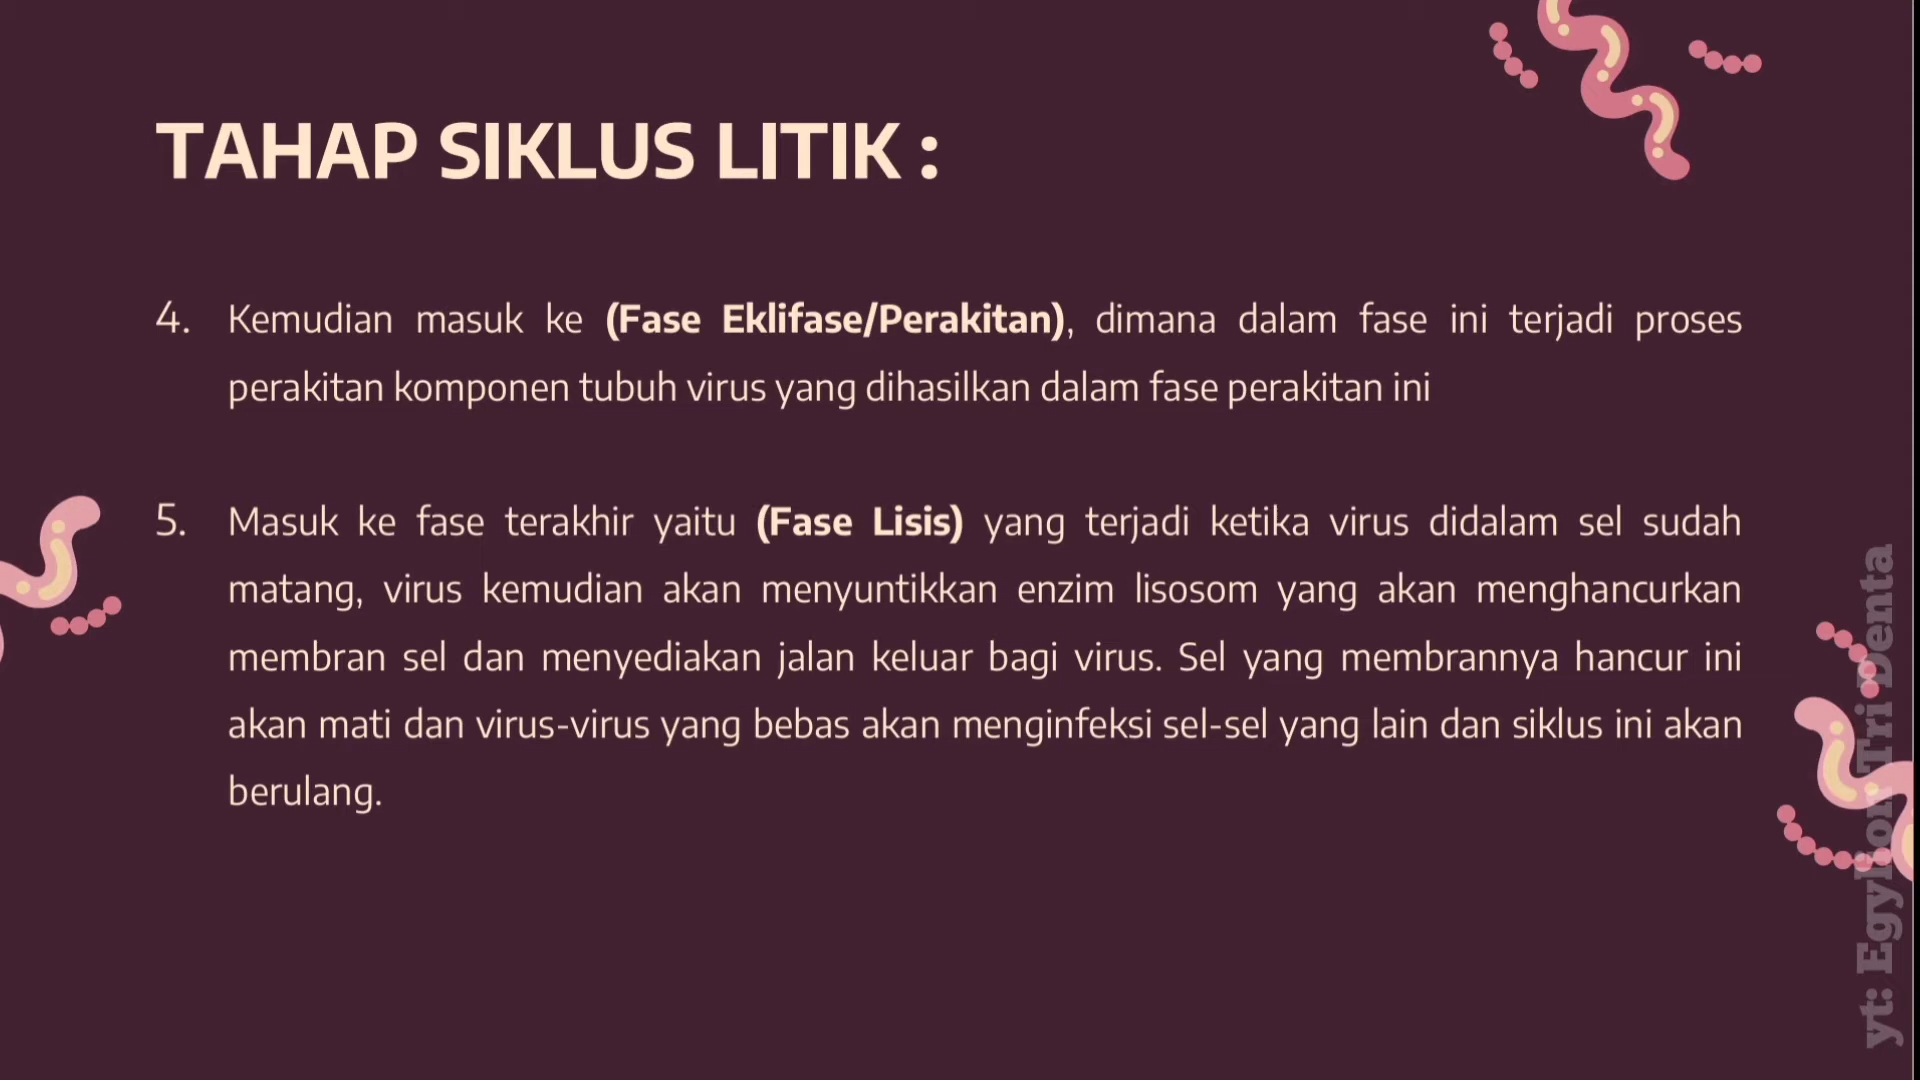 TAHAP SIKLUS LITIK :
4. Kemudian masuk ke (Fase Eklifase/Perakitan), dimana dalam fase ini terjadi proses
perakitan komponen tubuh virus yang dihasilkan dalam fase perakitan ini
5. Masuk ke fase terakhir yaitu (Fase Lisis) yang terjadi ketika virus didalam sel sudah
matang, virus kemudian akan menyuntikkan enzim lisosom yang akan menghancurkan
membran sel dan menyediakan jalan keluar bagi virus. Sel yang membrannya hancur ini
akan mati dan virus-virus yang bebas akan menginfeksi sel-sel yang lain dan siklus ini akan
berulang.
yt: Egylion Tri Denta